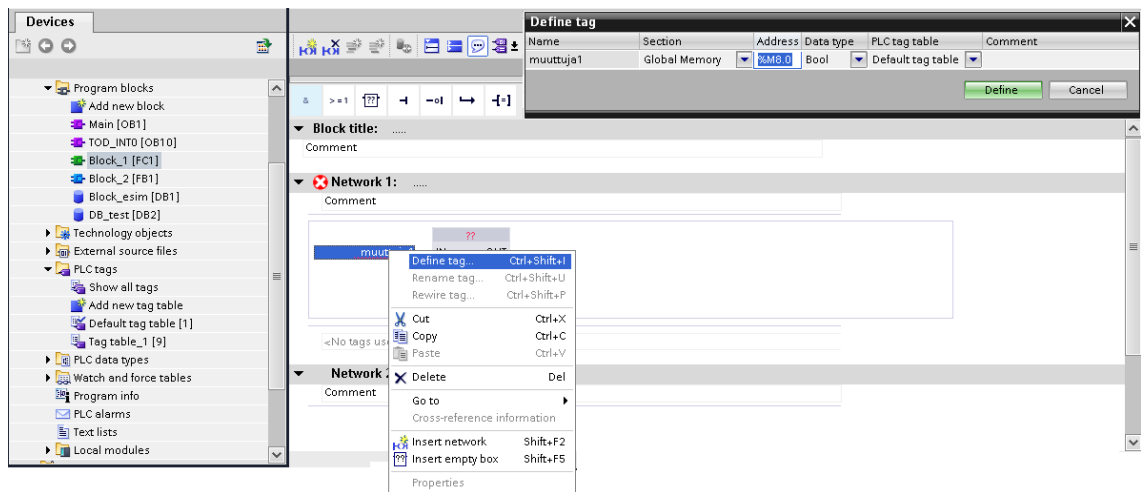 Devices
Program blocks
Add new block
Main [OB1]
TOD_INT0 [OB10]
Block_1 [FC1]
Block_2 [FB1]
Block_esim [DB1]
DB_test [DB2]
Technology objects
External source files
PLC tags
Show all tags
Add new tag table
Default tag table [1]
Tag table_1 [9]
PLC data types
Watch and force tables
Program info
PLC alarms
Text lists
Local modules
Define tag
Name Section Address Data type PLC tag table Comment
muuttuja1 Global Memory %M8.0 Bool Default tag table
Define Cancel
& >=1 ??
Block title: .....
Comment
Network 1: .....
Comment
??
Define tag... Ctrl+Shift+I
Rename tag... Ctrl+Shift+U
Rewire tag... Ctrl+Shift+P
Cut Ctrl+X
Copy Ctrl+C
Paste Ctrl+V
Delete Del
Go to
Cross-reference information
Insert network Shift+F2
Insert empty box Shift+F5
Properties
<No tags
Network
Comment